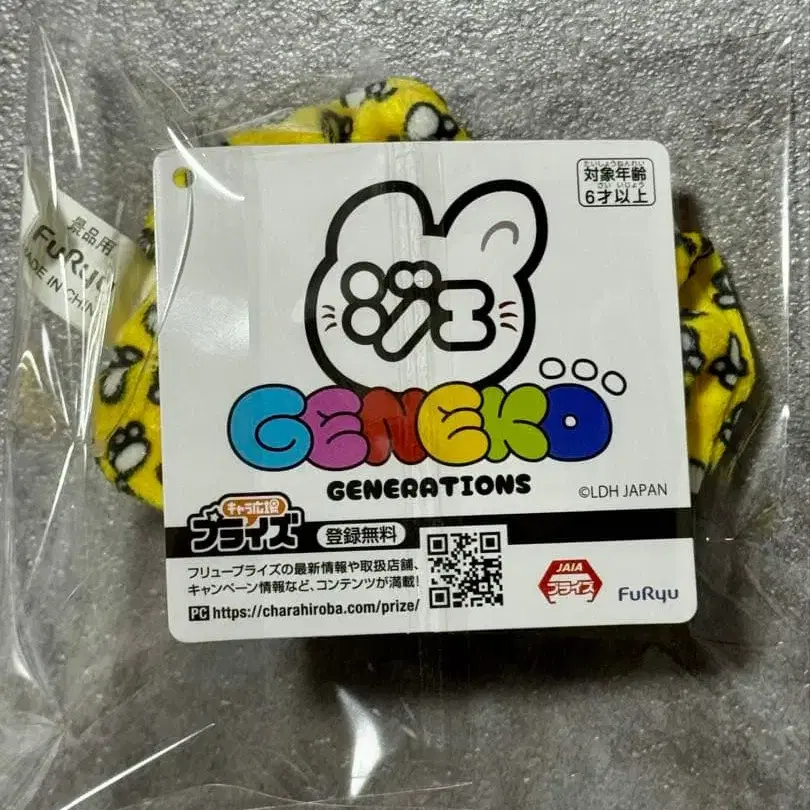 たいしょうねんれい
対象年齢
さい いじょう
6才以上
ジェ
GENEKO
GENERATIONS
©LDH JAPAN
景品用
FuRyu
MADE IN CHINA
キャラ広場
プライズ
登録無料
フリュープライズの最新情報や取扱店舗、
キャンペーン情報など、コンテンツが満載!
PC https://charahiroba.com/prize/
JAIA
プライズ
FuRyu